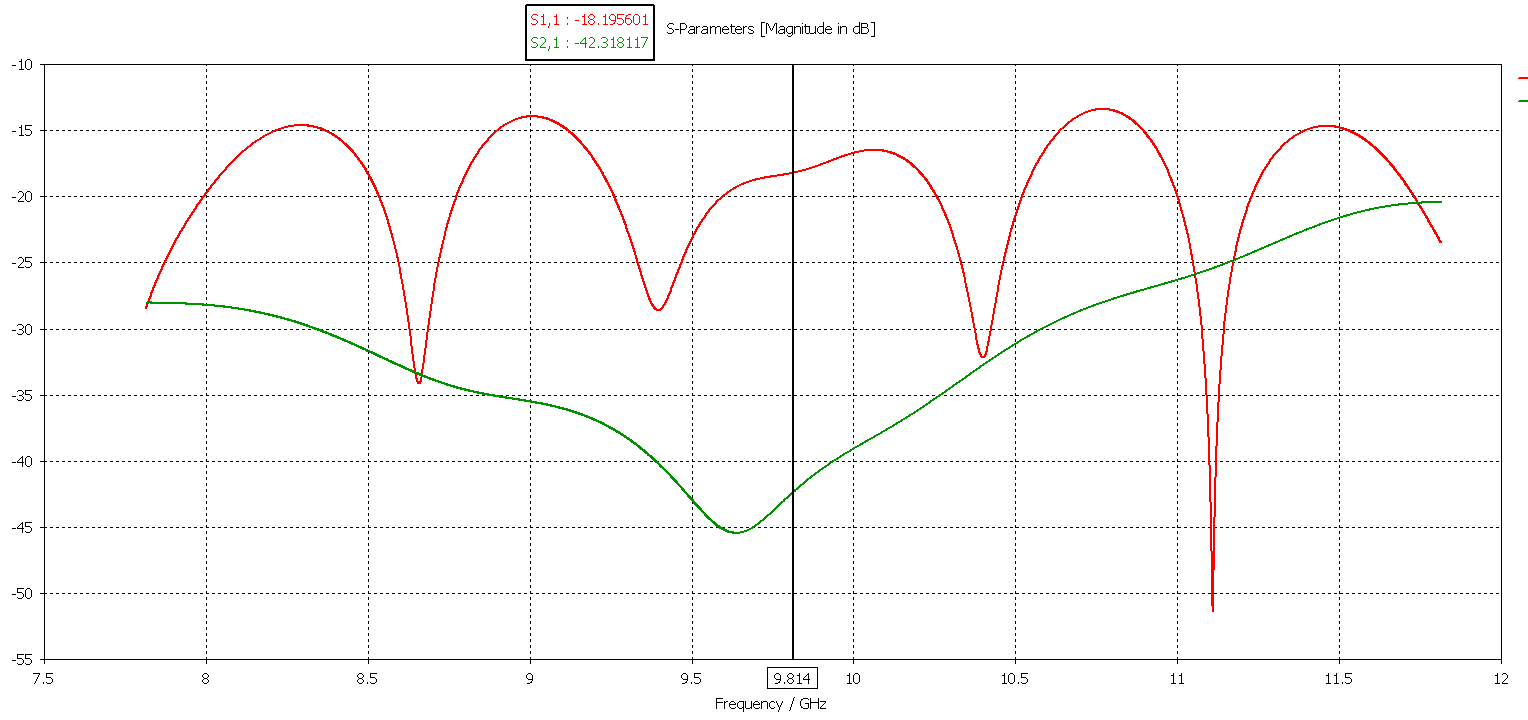 S1,1 : -18.195601
S2,1 : -42.318117
S-Parameters [Magnitude in dB]
-10
-15
-20
-25
-30
-35
-40
-45
-50
-55
7.5 8 8.5 9 9.5 9.814 10 10.5 11 11.5 12
Frequency / GHz